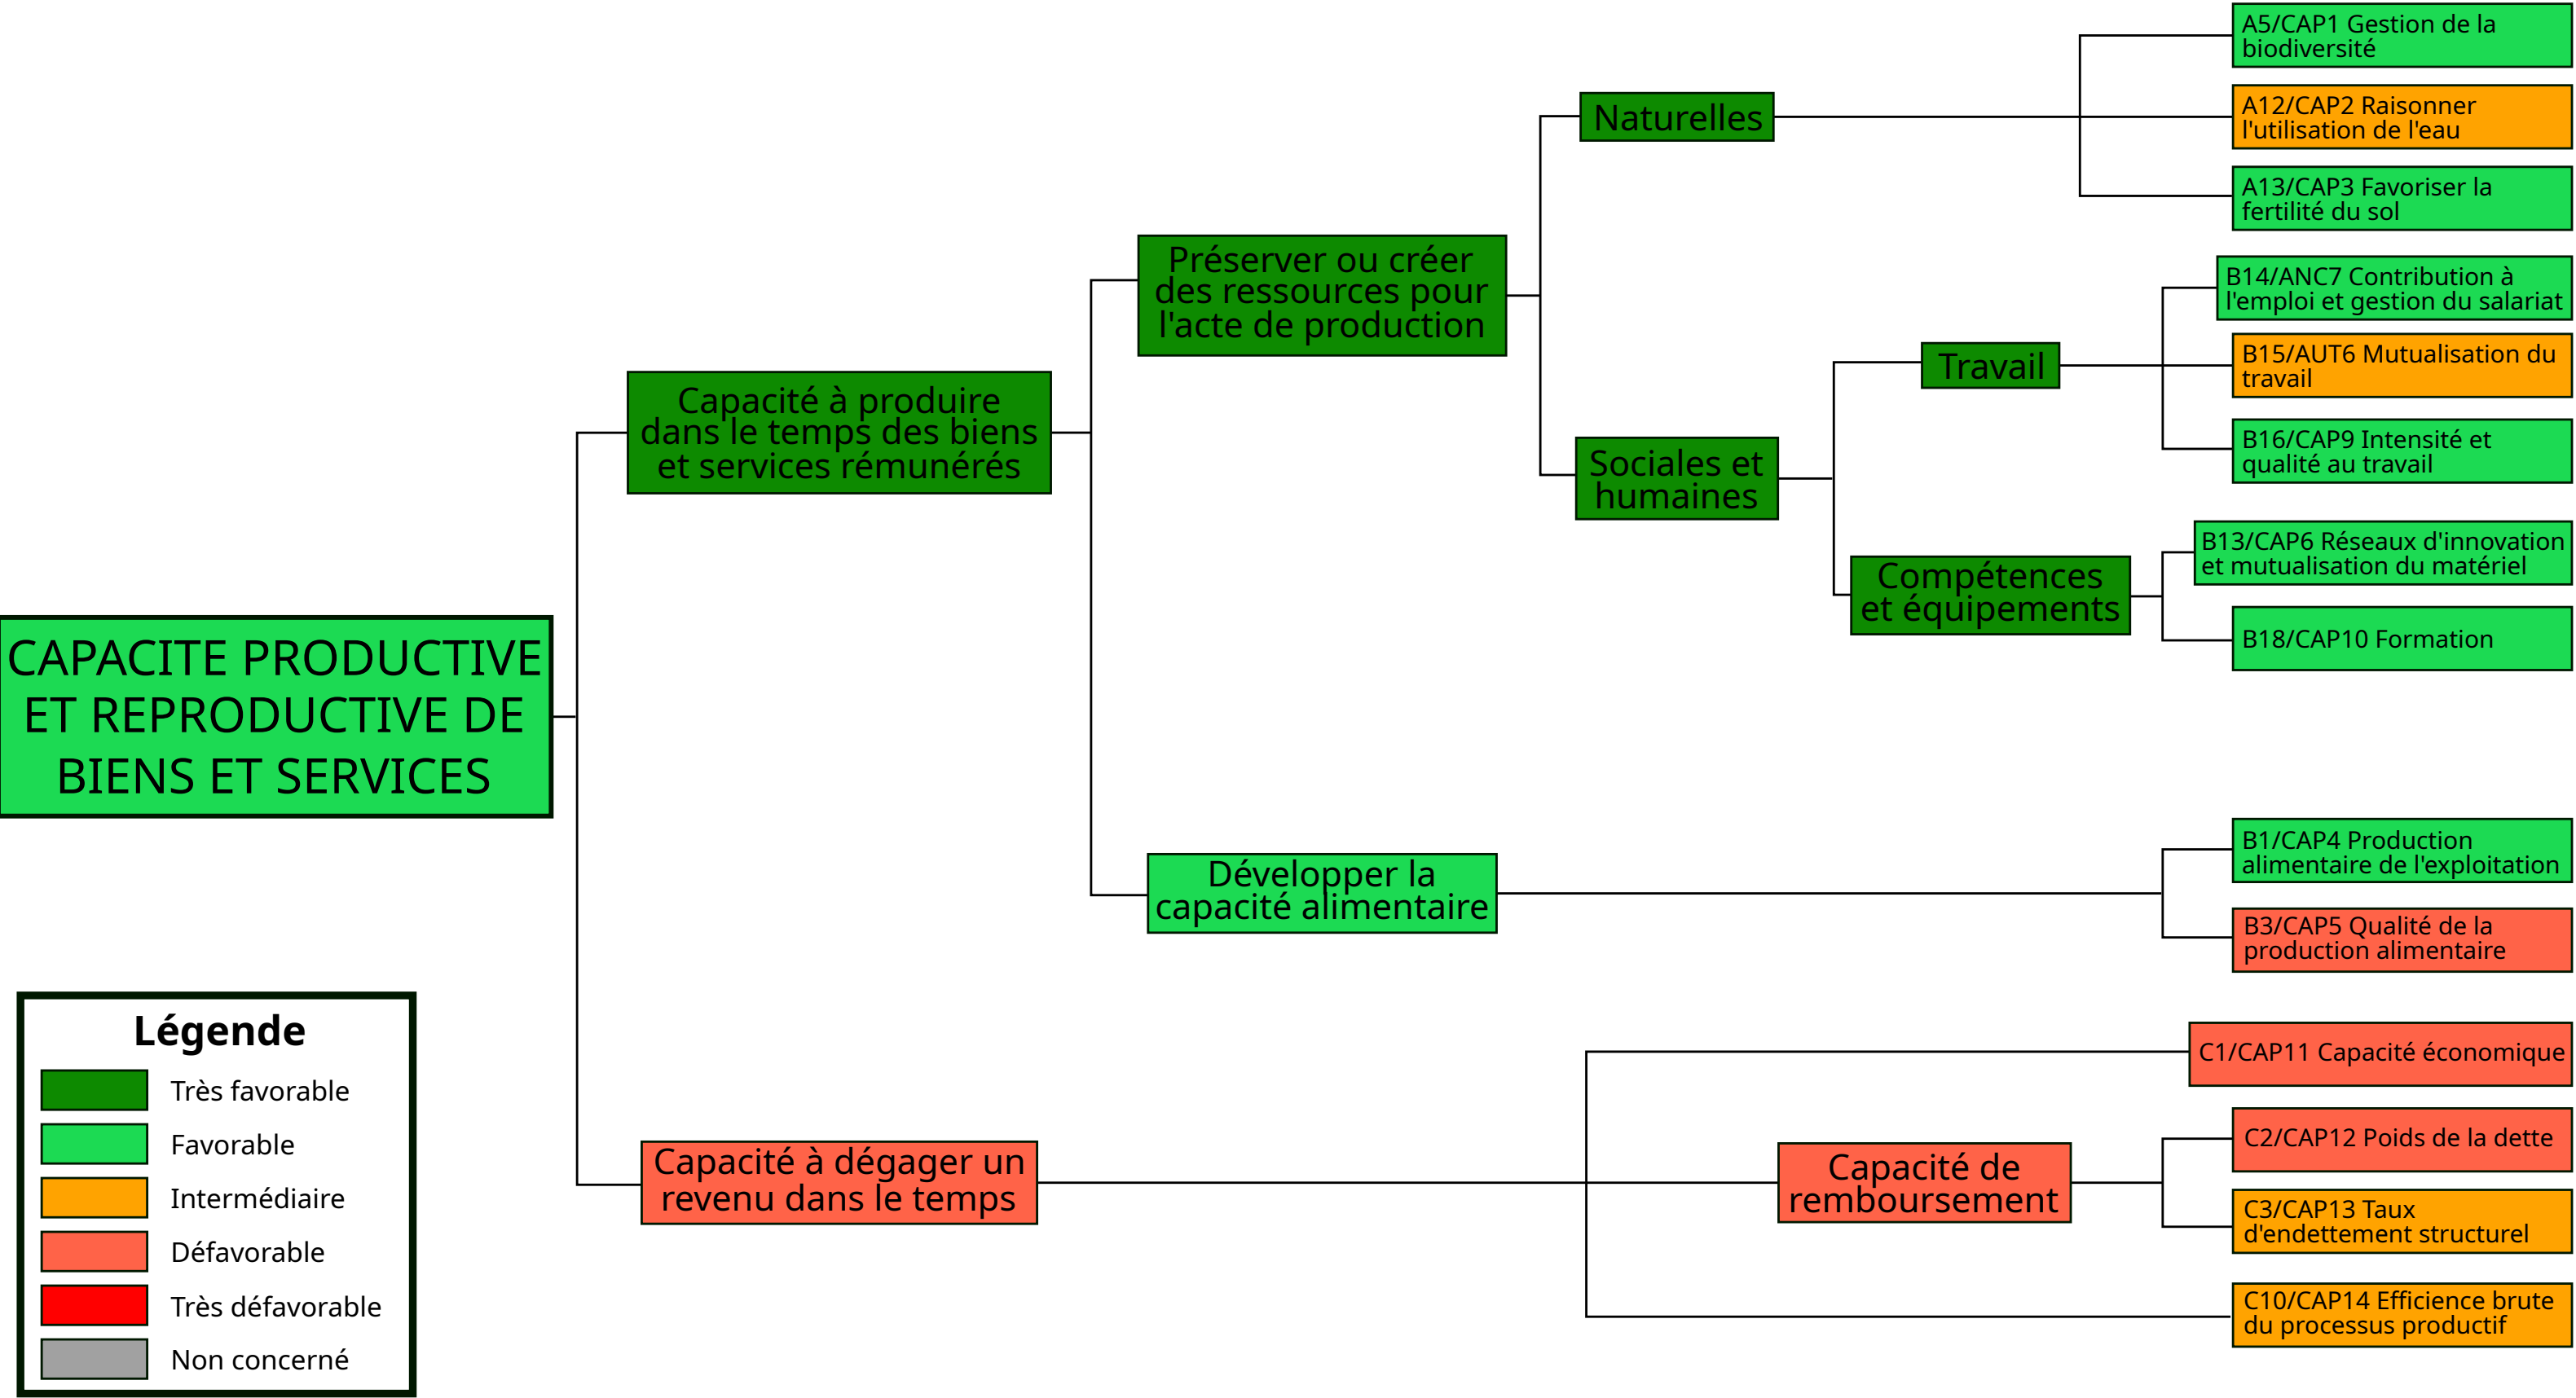 A5/CAP1 Gestion de la
biodiversité
A12/CAP2 Raisonner
l'utilisation de l'eau
A13/CAP3 Favoriser la
fertilité du sol
Naturelles
Préserver ou créer
des ressources pour
l'acte de production
B14/ANC7 Contribution à
l'emploi et gestion du salariat
B15/AUT6 Mutualisation du
travail
B16/CAP9 Intensité et
qualité au travail
Travail
Capacité à produire
dans le temps des biens
et services rémunérés
Sociales et
humaines
B13/CAP6 Réseaux d'innovation
et mutualisation du matériel
Compétences
et équipements
B18/CAP10 Formation
CAPACITE PRODUCTIVE
ET REPRODUCTIVE DE
BIENS ET SERVICES
B1/CAP4 Production
alimentaire de l'exploitation
Développer la
capacité alimentaire
B3/CAP5 Qualité de la
production alimentaire
C1/CAP11 Capacité économique
C2/CAP12 Poids de la dette
Capacité à dégager un
revenu dans le temps
Capacité de
remboursement
C3/CAP13 Taux
d'endettement structurel
C10/CAP14 Efficience brute
du processus productif
Légende
Très favorable
Favorable
Intermédiaire
Défavorable
Très défavorable
Non concerné